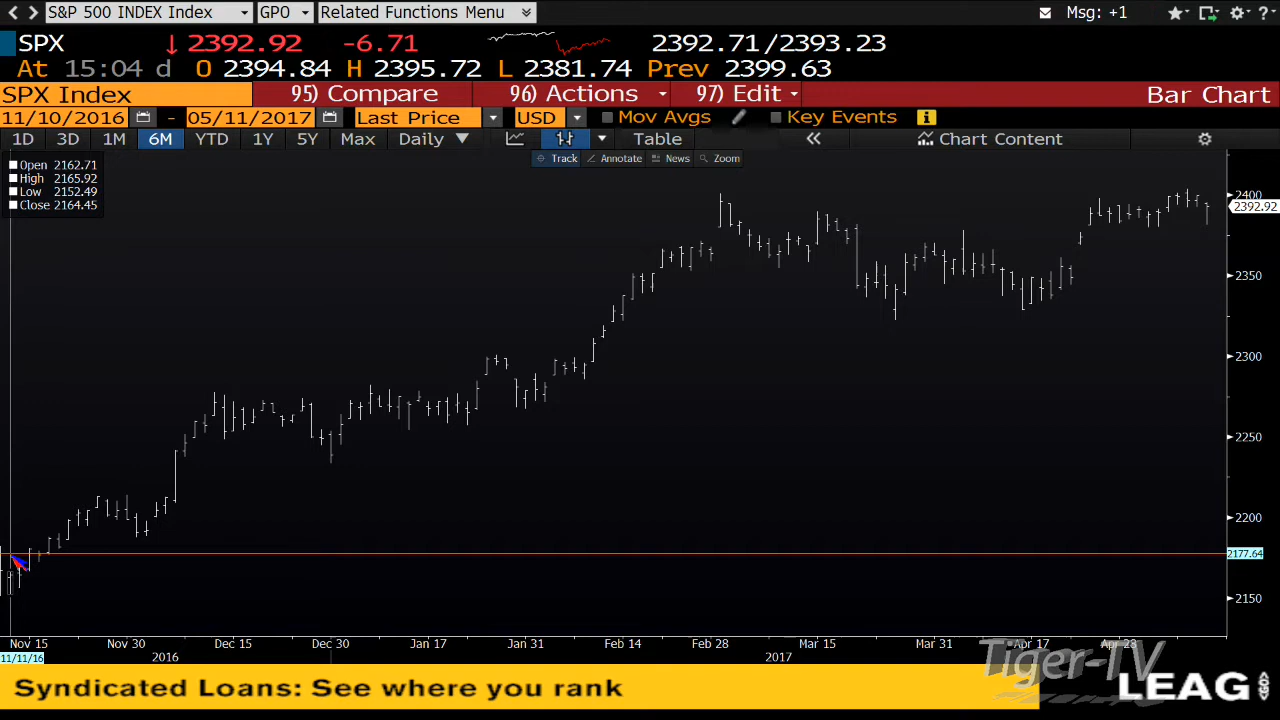 S&P 500 INDEX Index GPO Related Functions Menu Msg: +1
SPX ↓ 2392.92 -6.71 2392.71/2393.23
At 15:04 d O 2394.84 H 2395.72 L 2381.74 Prev 2399.63
SPX Index 95) Compare 96) Actions 97) Edit Bar Chart
11/10/2016 - 05/11/2017 Last Price USD Mov Avgs Key Events
1D 3D 1M 6M YTD 1Y 5Y Max Daily ▼ Table « Chart Content
Track Annotate News Zoom
Open 2162.71
High 2165.92
Low 2152.49
Close 2164.45
2400
2392.92
2350
2300
2250
2200
2177.64
2150
Nov 15 Nov 30 Dec 15 Dec 30 Jan 17 Jan 31 Feb 14 Feb 28 Mar 15 Mar 31 Apr 17 Apr 28
11/11/16 2016 2017
Tiger-TV
Syndicated Loans: See where you rank
LEAG
<GO>